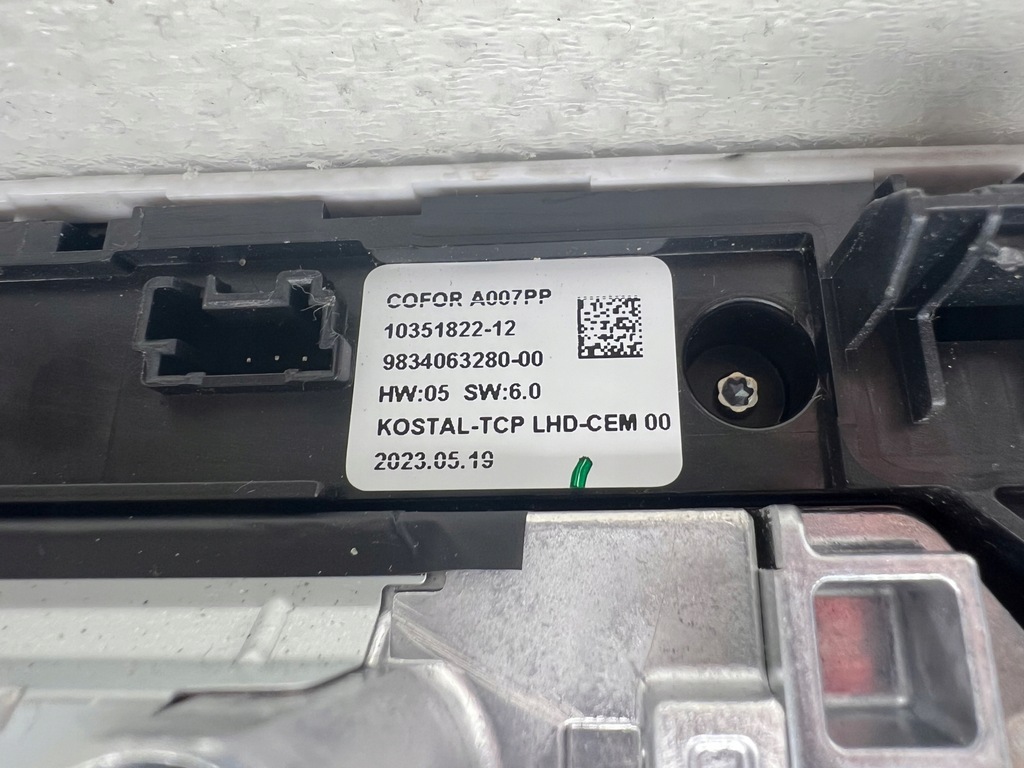 COFOR A007PP
10351822-12
9834063280-00
HW:05 SW:6.0
KOSTAL-TCP LHD-CEM 00
2023.05.19